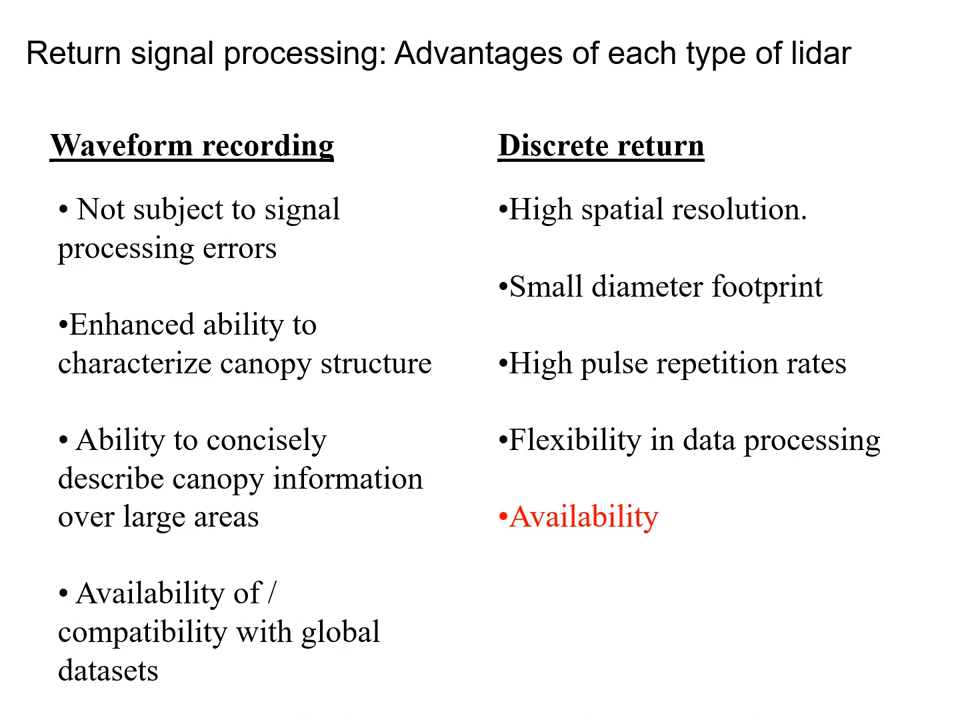 Return signal processing: Advantages of each type of lidar
Waveform recording
• Not subject to signal
processing errors
•Enhanced ability to
characterize canopy structure
• Ability to concisely
describe canopy information
over large areas
• Availability of /
compatibility with global
datasets
Discrete return
•High spatial resolution.
•Small diameter footprint
•High pulse repetition rates
•Flexibility in data processing
•Availability